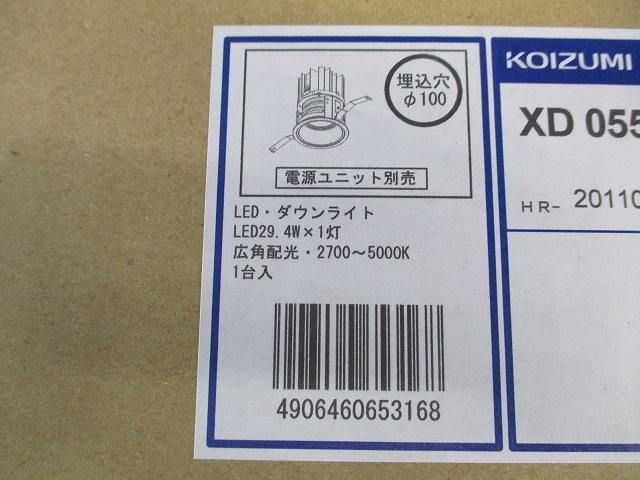 埋込穴
φ100
電源ユニット別売
LED・ダウンライト
LED29.4W×1灯
広角配光・2700～5000K
1台入
4906460653168
KOIZUMI
XD 055
HR- 20110